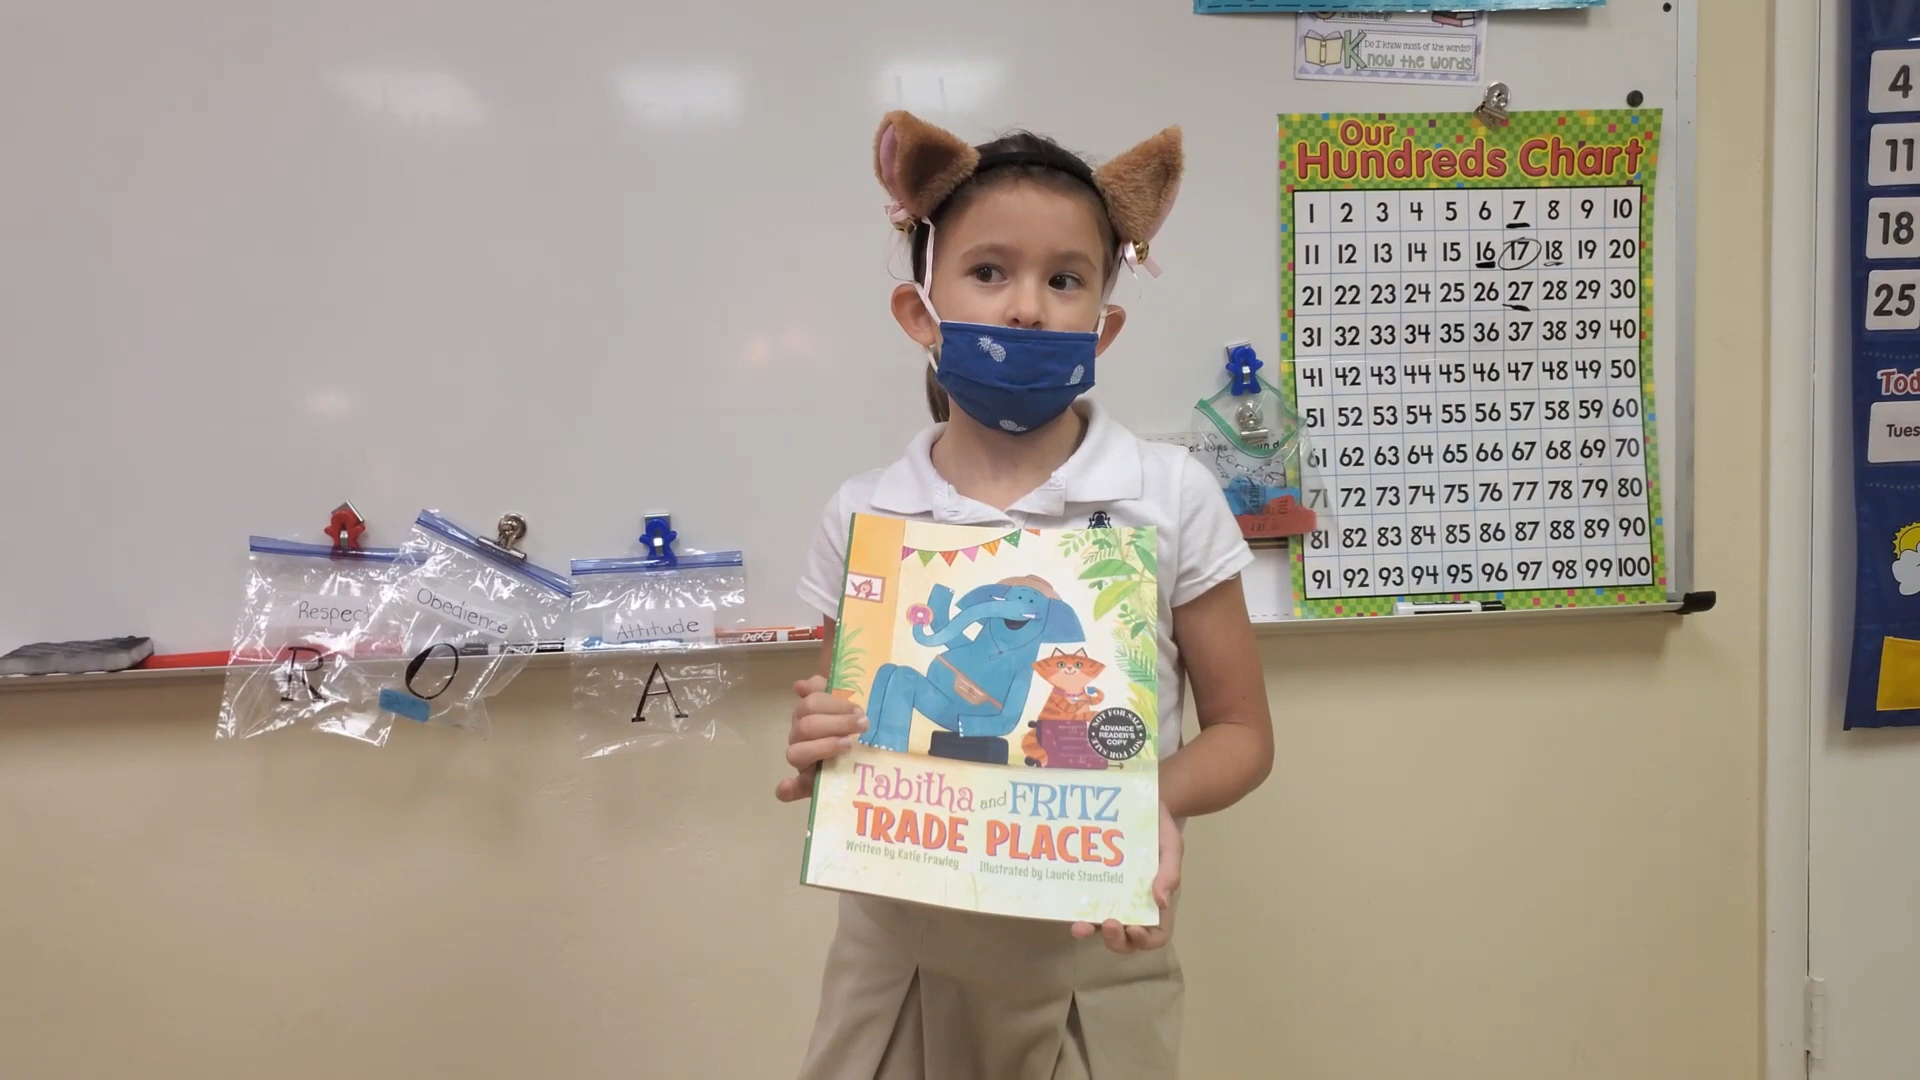 I am reading?
Do I know most of the words?
Know the words
Our
Hundreds Chart
1 2 3 4 5 6 7 8 9 10
11 12 13 14 15 16 17 18 19 20
21 22 23 24 25 26 27 28 29 30
31 32 33 34 35 36 37 38 39 40
41 42 43 44 45 46 47 48 49 50
51 52 53 54 55 56 57 58 59 60
61 62 63 64 65 66 67 68 69 70
71 72 73 74 75 76 77 78 79 80
81 82 83 84 85 86 87 88 89 90
91 92 93 94 95 96 97 98 99 100
4
11
18
25
Tod
Tues
Respect
R
Obedience
O
Attitude
A
EXPO
NOT FOR SALE
ADVANCE
READER'S
COPY
NOT FOR SALE
Tabitha and FRITZ
TRADE PLACES
Written by Katie Frawley
Illustrated by Laurie Stansfield